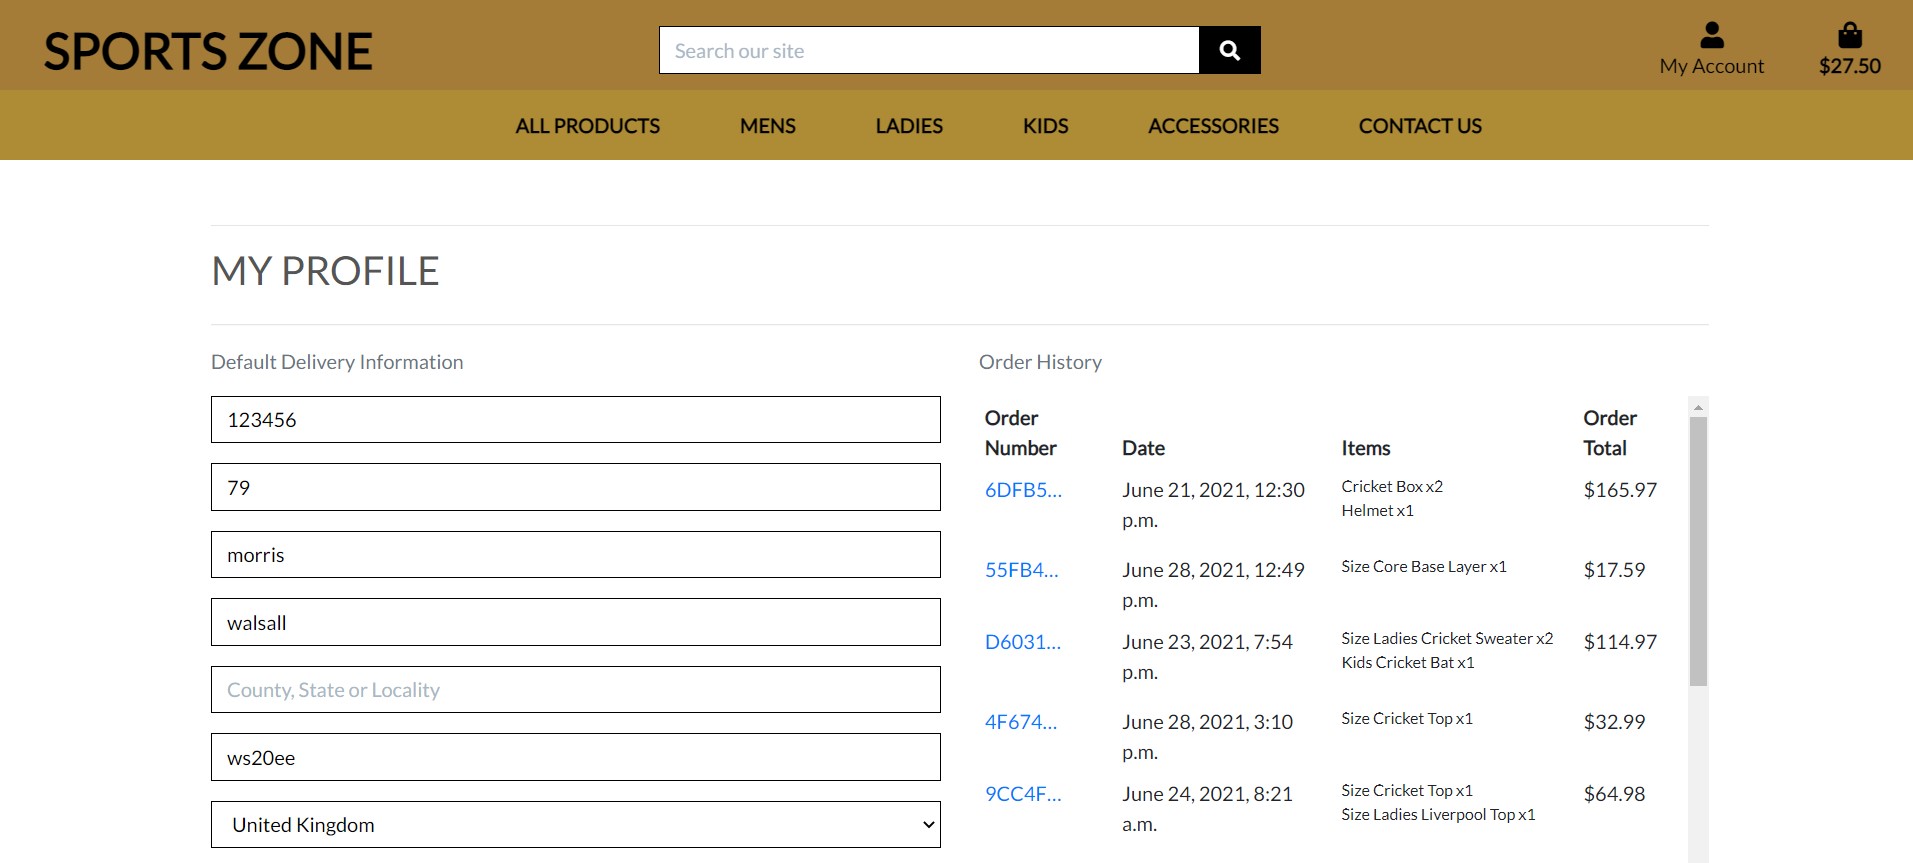 SPORTS ZONE
Search our site
My Account
$27.50
ALL PRODUCTS MENS LADIES KIDS ACCESSORIES CONTACT US
MY PROFILE
Default Delivery Information
123456
79
morris
walsall
County, State or Locality
ws20ee
United Kingdom
Order History
Order Number Date Items Order Total
6DFB5... June 21, 2021, 12:30 p.m. Cricket Box x2 $165.97
Helmet x1
55FB4... June 28, 2021, 12:49 p.m. Size Core Base Layer x1 $17.59
D6031... June 23, 2021, 7:54 p.m. Size Ladies Cricket Sweater x2 $114.97
Kids Cricket Bat x1
4F674... June 28, 2021, 3:10 p.m. Size Cricket Top x1 $32.99
9CC4F... June 24, 2021, 8:21 a.m. Size Cricket Top x1 $64.98
Size Ladies Liverpool Top x1